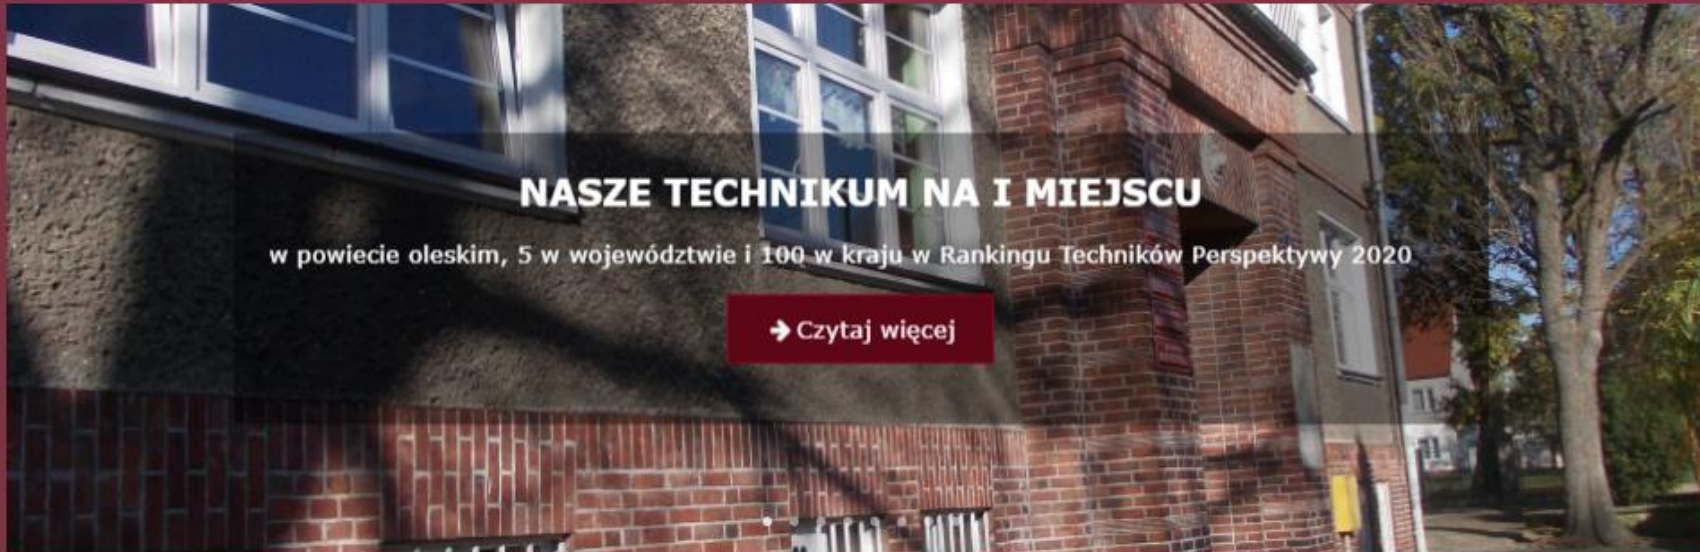 NASZE TECHNIKUM NA I MIEJSCU
w powiecie oleskim, 5 w województwie i 100 w kraju w Rankingu Techników Perspektywy 2020
Czytaj więcej